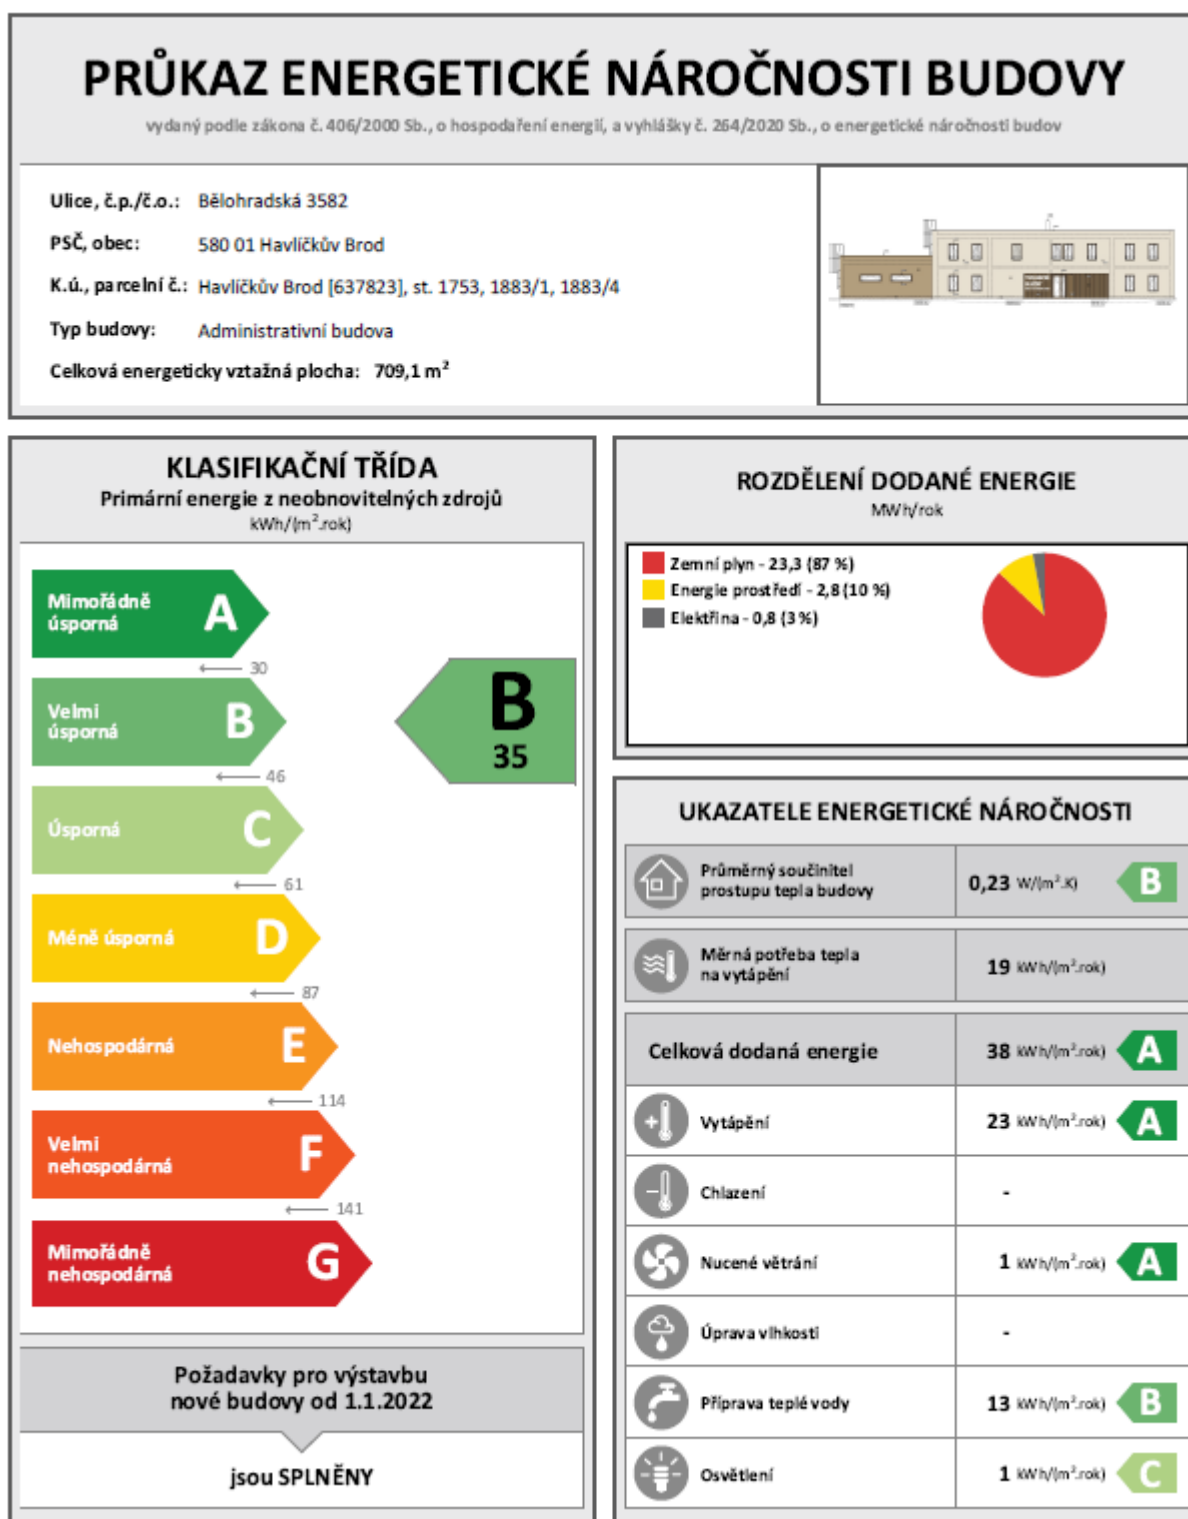 PRŮKAZ ENERGETICKÉ NÁROČNOSTI BUDOVY
vydaný podle zákona č. 406/2000 Sb., o hospodaření energií, a vyhlášky č. 264/2020 Sb., o energetické náročnosti budov
Ulice, č.p./č.o.: Bělohradská 3582
PSČ, obec: 580 01 Havlíčkův Brod
K.ú., parcelní č.: Havlíčkův Brod [637823], st. 1753, 1883/1, 1883/4
Typ budovy: Administrativní budova
Celková energeticky vztažná plocha: 709,1 m²
KLASIFIKAČNÍ TŘÍDA
Primární energie z neobnovitelných zdrojů
kWh/(m².rok)
Mimořádně
úsporná
A
30
Velmi
úsporná
B
46
Úsporná
C
61
Méně úsporná
D
87
Nehospodárná
E
114
Velmi
nehospodárná
F
141
Mimořádně
nehospodárná
G
B
35
Požadavky pro výstavbu
nové budovy od 1.1.2022
jsou SPLNĚNY
ROZDĚLENÍ DODANÉ ENERGIE
MWh/rok
Zemní plyn - 23,3 (87 %)
Energie prostředí - 2,8 (10 %)
Elektřina - 0,8 (3 %)
UKAZATELE ENERGETICKÉ NÁROČNOSTI
Průměrný součinitel
prostupu tepla budovy
0,23 W/(m².K) B
Měrná potřeba tepla
na vytápění
19 kWh/(m².rok)
Celková dodaná energie 38 kWh/(m².rok) A
Vytápění 23 kWh/(m².rok) A
Chlazení -
Nucené větrání 1 kWh/(m².rok) A
Úprava vlhkosti -
Příprava teplé vody 13 kWh/(m².rok) B
Osvětlení 1 kWh/(m².rok) C